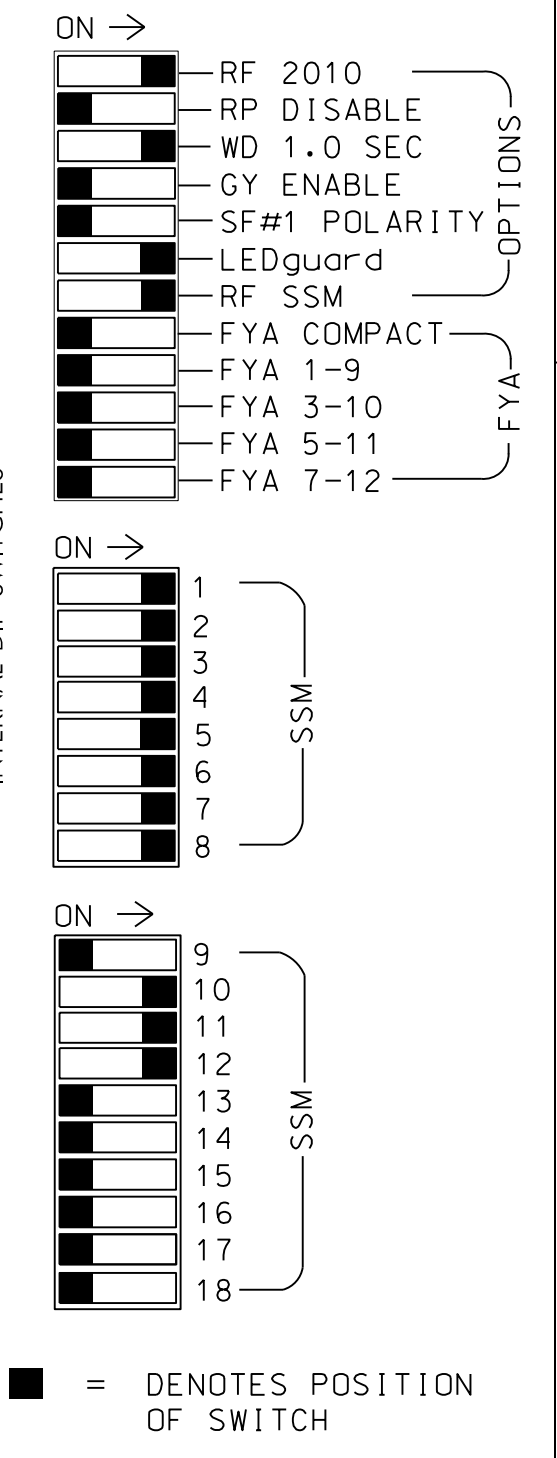 ON →
RF 2010
RP DISABLE
WD 1.0 SEC
GY ENABLE
SF#1 POLARITY
LEDguard
RF SSM
OPTIONS
FYA COMPACT
FYA 1-9
FYA 3-10
FYA 5-11
FYA 7-12
FYA
ON →
1
2
3
4
5
6
7
8
SSM
ON →
9
10
11
12
13
14
15
16
17
18
SSM
= DENOTES POSITION
OF SWITCH